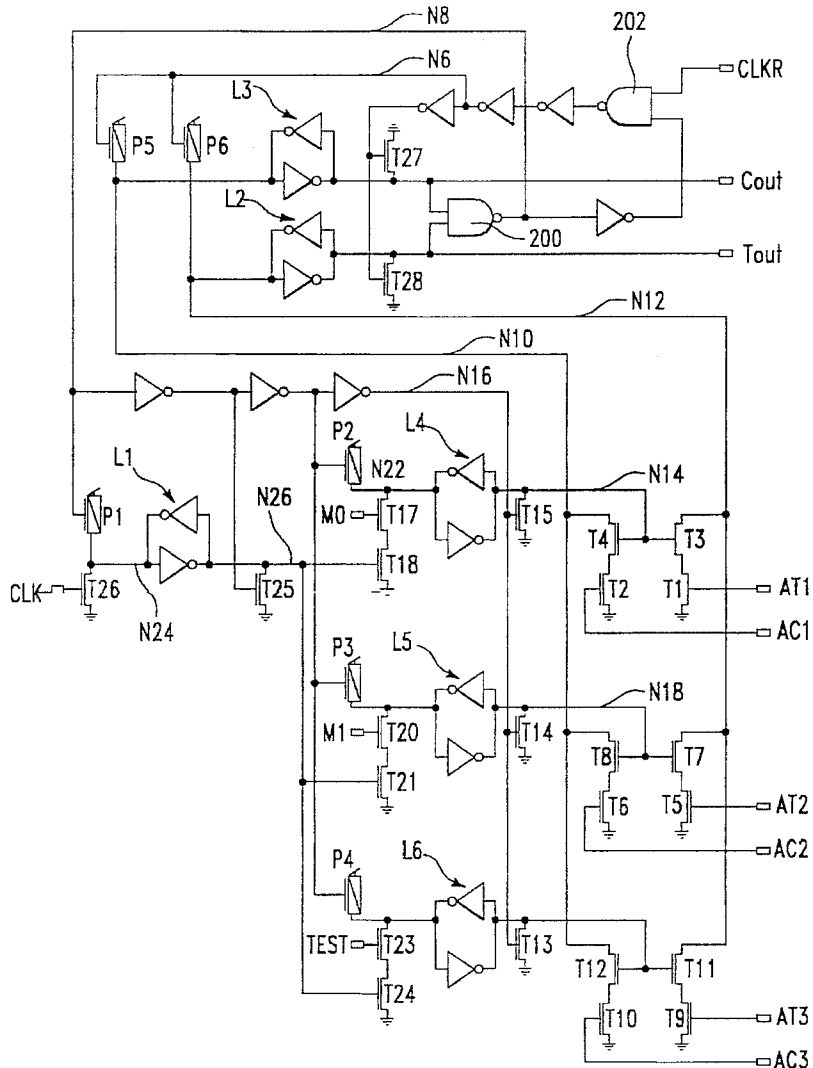 N8
202
N6
CLKR
L3
P5
P6
T27
Cout
L2
200
Tout
T28
N12
N10
N16
P2
L4
L1
N22
N14
N26
P1
M0
T17
T15
T4
T3
T18
T2
T1
CLK
T26
T25
AT1
N24
AC1
P3
L5
N18
M1
T20
T14
T8
T7
T21
T6
T5
AT2
AC2
P4
L6
TEST
T23
T13
T12
T11
T24
T10
T9
AT3
AC3